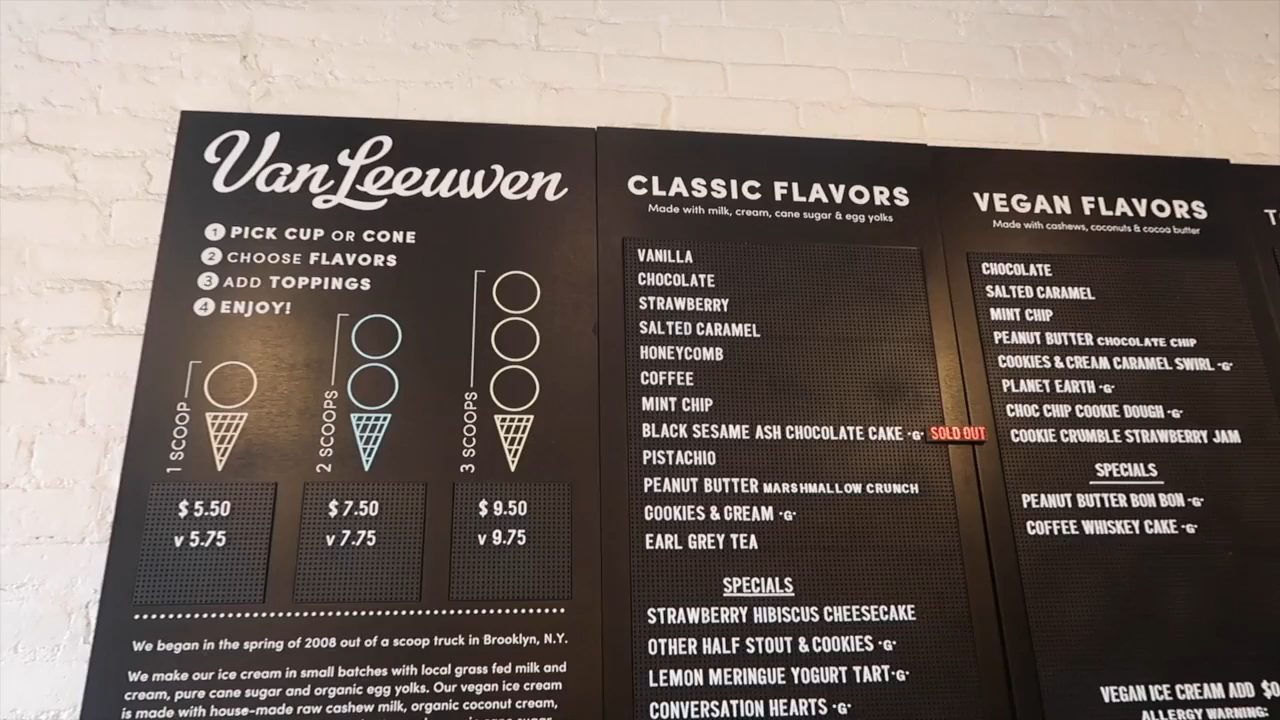 Van Leeuwen
1 PICK CUP OR CONE
2 CHOOSE FLAVORS
3 ADD TOPPINGS
4 ENJOY!
1 SCOOP
2 SCOOPS
3 SCOOPS
$ 5.50
v 5.75
$ 7.50
v 7.75
$ 9.50
v 9.75
We began in the spring of 2008 out of a scoop truck in Brooklyn, N.Y.
We make our ice cream in small batches with local grass fed milk and
cream, pure cane sugar and organic egg yolks. Our vegan ice cream
is made with house-made raw cashew milk, organic coconut cream,
CLASSIC FLAVORS
Made with milk, cream, cane sugar & egg yolks
VANILLA
CHOCOLATE
STRAWBERRY
SALTED CARAMEL
HONEYCOMB
COFFEE
MINT CHIP
BLACK SESAME ASH CHOCOLATE CAKE ·G· SOLD OUT
PISTACHIO
PEANUT BUTTER MARSHMALLOW CRUNCH
COOKIES & CREAM ·G·
EARL GREY TEA
SPECIALS
STRAWBERRY HIBISCUS CHEESECAKE
OTHER HALF STOUT & COOKIES ·G·
LEMON MERINGUE YOGURT TART·G·
CONVERSATION HEARTS ·G·
VEGAN FLAVORS
Made with cashews, coconuts & cocoa butter
CHOCOLATE
SALTED CARAMEL
MINT CHIP
PEANUT BUTTER CHOCOLATE CHIP
COOKIES & CREAM CARAMEL SWIRL ·G·
PLANET EARTH ·G·
CHOC CHIP COOKIE DOUGH ·G·
COOKIE CRUMBLE STRAWBERRY JAM
SPECIALS
PEANUT BUTTER BON BON ·G·
COFFEE WHISKEY CAKE ·G·
VEGAN ICE CREAM ADD
ALLERGY WARNING: